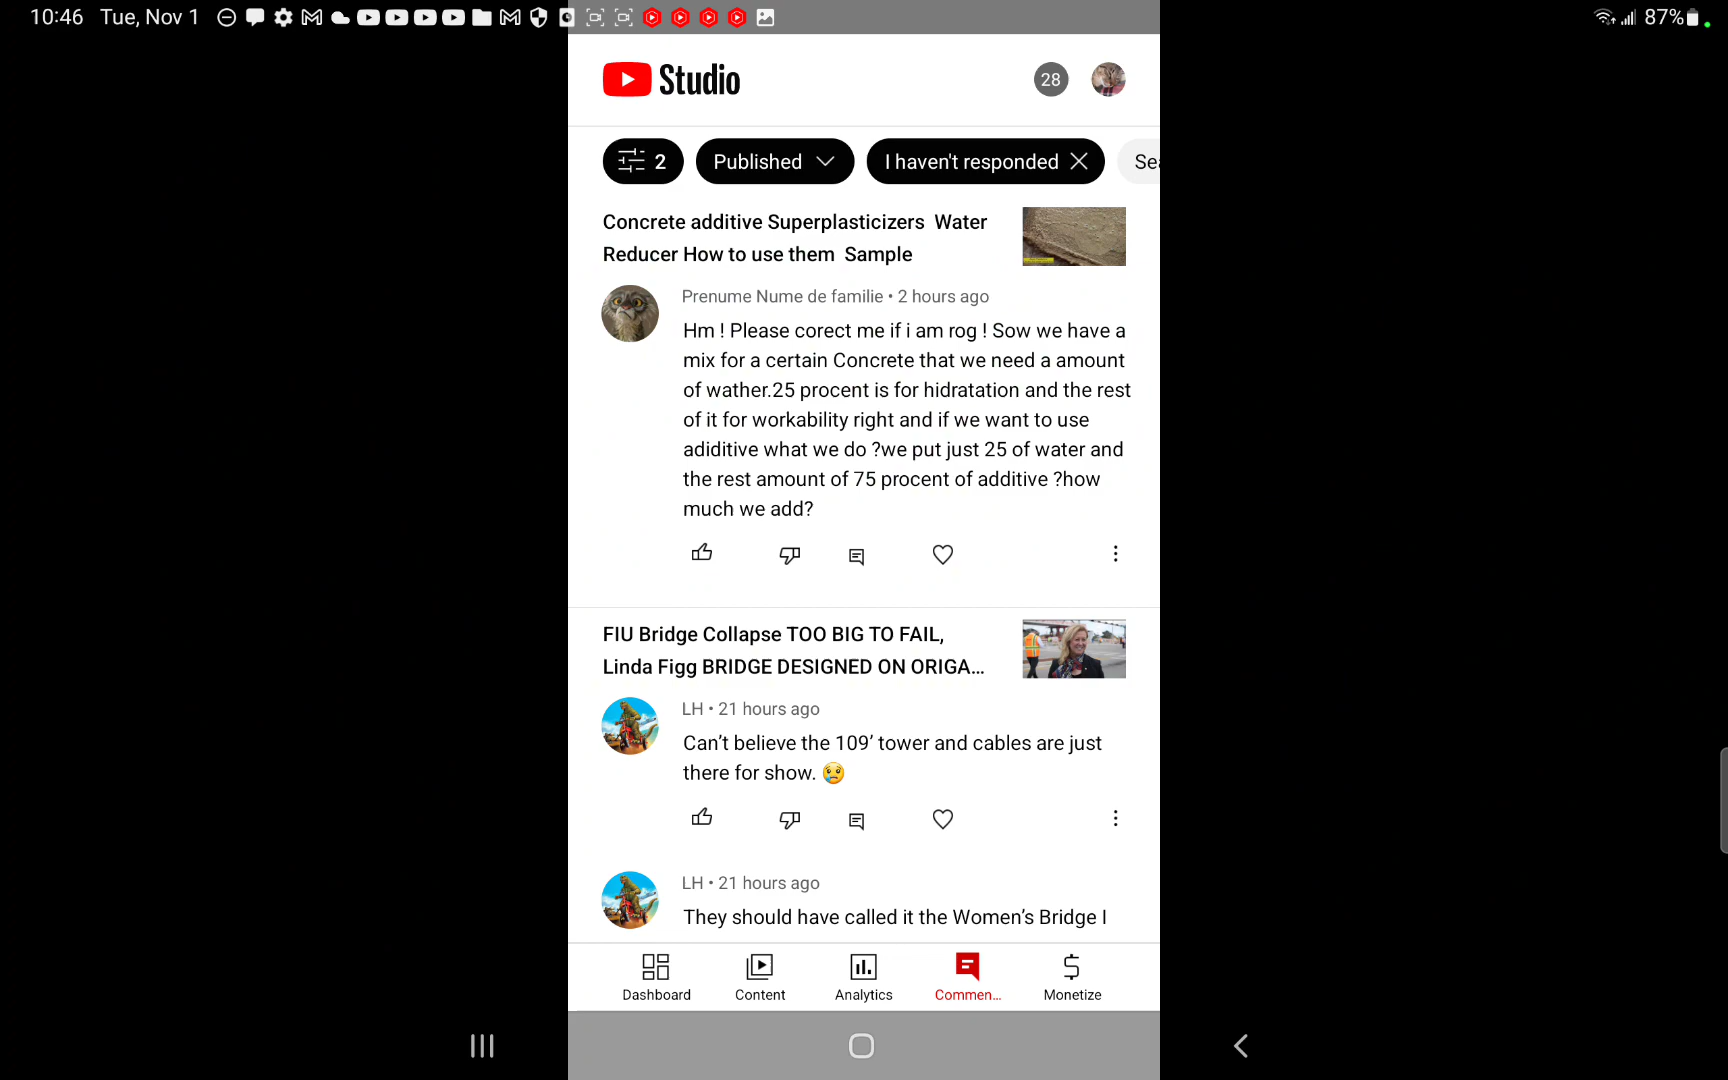 10:46 Tue, Nov 1
87%
Studio
28
2
Published
I haven't responded
Sea
Concrete additive Superplasticizers Water
Reducer How to use them Sample
Prenume Nume de familie • 2 hours ago
Hm ! Please corect me if i am rog ! Sow we have a
mix for a certain Concrete that we need a amount
of wather.25 procent is for hidratation and the rest
of it for workability right and if we want to use
adiditive what we do ?we put just 25 of water and
the rest amount of 75 procent of additive ?how
much we add?
FIU Bridge Collapse TOO BIG TO FAIL,
Linda Figg BRIDGE DESIGNED ON ORIGA...
LH • 21 hours ago
Can’t believe the 109’ tower and cables are just
there for show. 😢
LH • 21 hours ago
They should have called it the Women’s Bridge I
Dashboard
Content
Analytics
Commen...
Monetize